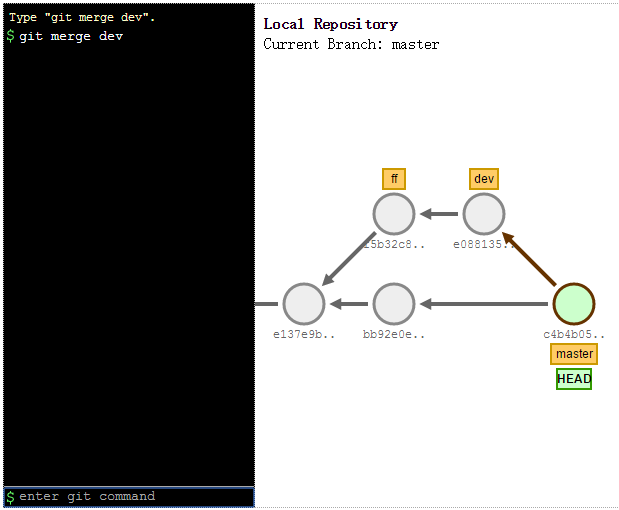 Type "git merge dev".
$ git merge dev
Local Repository
Current Branch: master
ff
dev
e088135..
e137e9b..
bb92e0e..
c4b4b05..
master
HEAD
$ enter git command